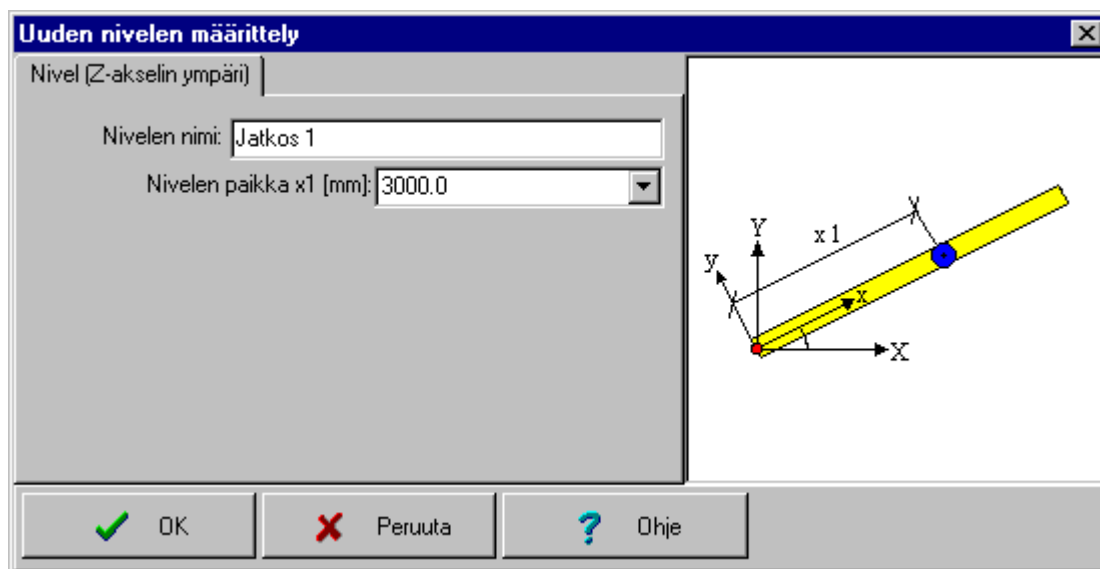 Uuden nivelen määrittely
Nivel (Z-akselin ympäri)
Nivelen nimi: Jatkos 1
Nivelen paikka x1 [mm]: 3000.0
Y
x1
y
x
X
OK
Peruuta
? Ohje